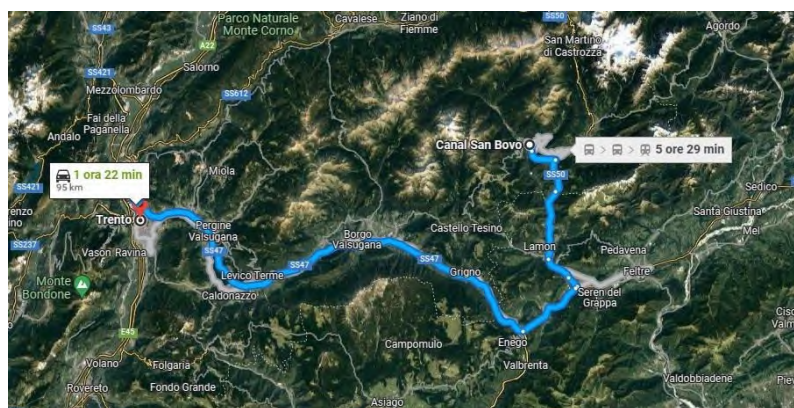 Parco Naturale
Monte Corno
Cavalese
Ziano di
Fiemme
SS50
Agordo
SS43
A22
Salorno
San Martino
di Castrozza
SS421
Mezzolombardo
SS612
Fai della
Paganella
Andalo
Canal San Bovo
5 ore 29 min
1 ora 22 min
95 km
Miola
SS50
SS421
Trento
Sedico
Pergine
Valsugana
Santa Giustina
Mel
SS237
Vason
Ravina
Borgo
Valsugana
Castello Tesino
Lamon
Pedavena
SS47
SS47
Levico Terme
Grigno
Feltre
Monte
Bondone
Caldonazzo
Seren del
Grappa
E45
Campomulo
Enego
Volano
Folgaria
Valbrenta
Rovereto
Fondo Grande
Asiago
Valdobbiadene